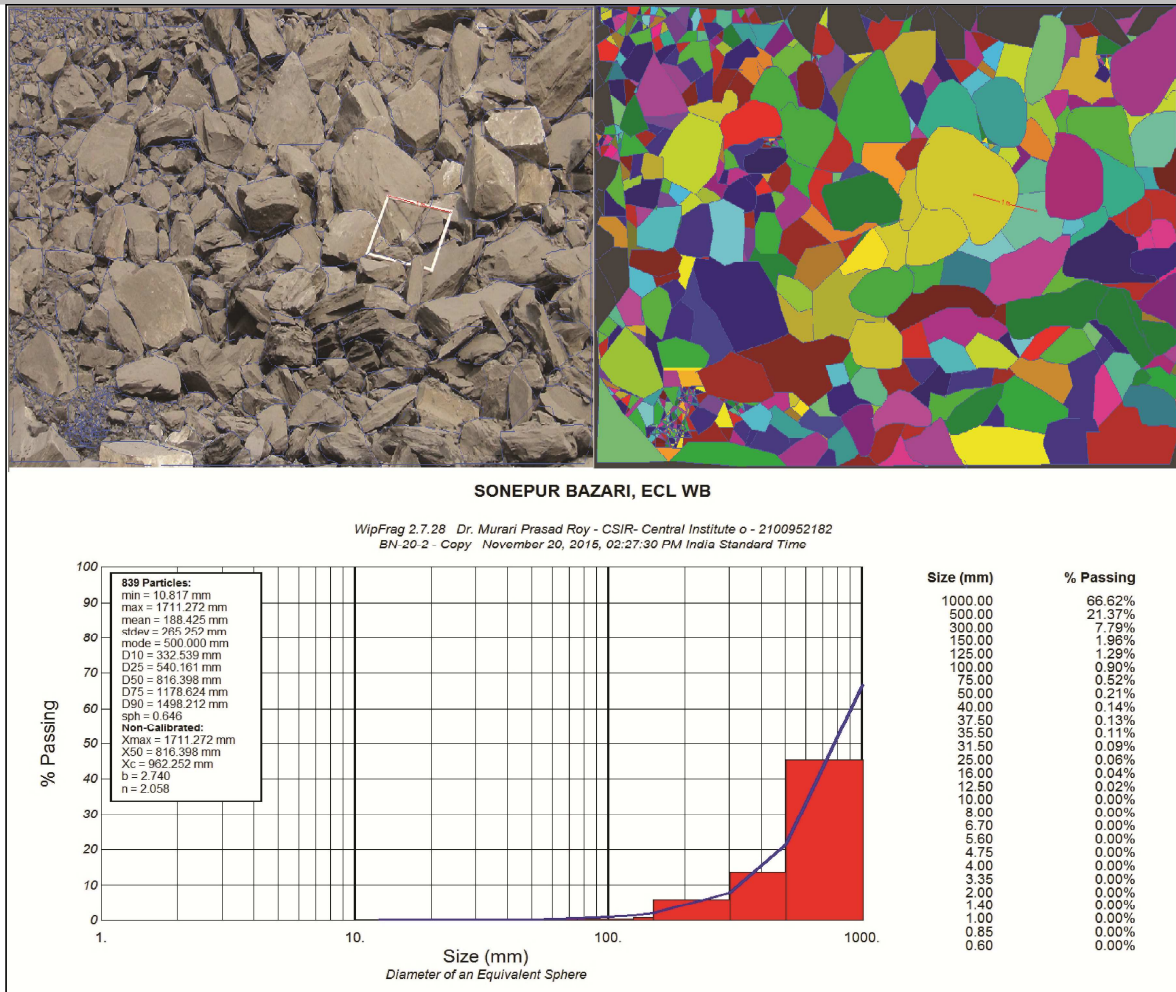 SONEPUR BAZARI, ECL WB
WipFrag 2.7.28 Dr. Murari Prasad Roy - CSIR- Central Institute o - 2100952182
BN-20-2 - Copy November 20, 2015, 02:27:30 PM India Standard Time
% Passing
100
90
80
70
60
50
40
30
20
10
0
839 Particles:
min = 10.817 mm
max = 1711.272 mm
mean = 188.425 mm
stdev = 265.252 mm
mode = 500.000 mm
D10 = 332.539 mm
D25 = 540.161 mm
D50 = 816.398 mm
D75 = 1178.624 mm
D90 = 1498.212 mm
sph = 0.646
Non-Calibrated:
Xmax = 1711.272 mm
X50 = 816.398 mm
Xc = 962.252 mm
b = 2.740
n = 2.058
1. 10. 100. 1000.
Size (mm)
Diameter of an Equivalent Sphere
Size (mm) % Passing
1000.00 66.62%
500.00 21.37%
300.00 7.79%
150.00 1.96%
125.00 1.29%
100.00 0.90%
75.00 0.52%
50.00 0.21%
40.00 0.14%
37.50 0.13%
35.50 0.11%
31.50 0.09%
25.00 0.06%
16.00 0.04%
12.50 0.02%
10.00 0.00%
8.00 0.00%
6.70 0.00%
5.60 0.00%
4.75 0.00%
4.00 0.00%
3.35 0.00%
2.00 0.00%
1.40 0.00%
1.00 0.00%
0.85 0.00%
0.60 0.00%